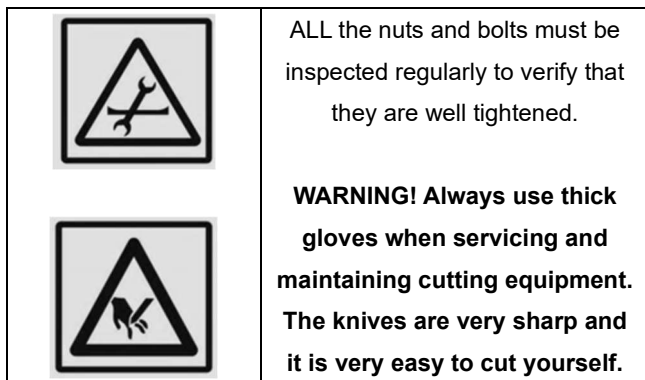 ALL the nuts and bolts must be
inspected regularly to verify that
they are well tightened.
WARNING! Always use thick
gloves when servicing and
maintaining cutting equipment.
The knives are very sharp and
it is very easy to cut yourself.